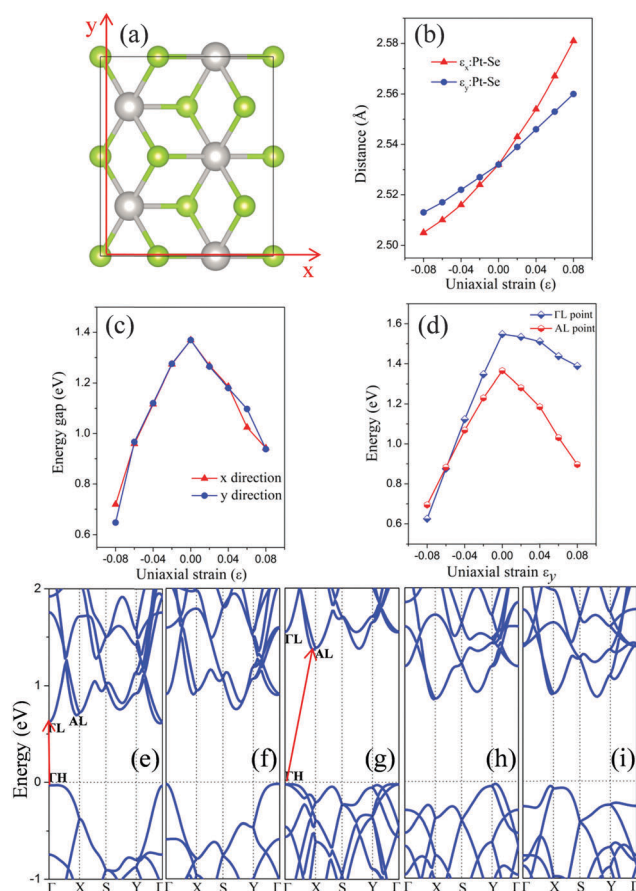 y
(a)
x
(b)
2.58
2.56
2.54
2.52
2.50
Distance (Å)
εx:Pt-Se
εy:Pt-Se
-0.08 -0.04 0.00 0.04 0.08
Uniaxial strain (ε)
(c)
1.4
1.2
1.0
0.8
0.6
Energy gap (eV)
x direction
y direction
-0.08 -0.04 0.00 0.04 0.08
Uniaxial strain (ε)
(d)
ΓL point
AL point
1.6
1.4
1.2
1.0
0.8
0.6
Energy (eV)
-0.08 -0.04 0.00 0.04 0.08
Uniaxial strain εy
2
1
0
-1
Energy (eV)
ΓL AL
ΓH
(e)
(f)
ΓL
AL
ΓH
(g)
(h)
(i)
Γ X S Y Γ X S Y Γ X S Y Γ X S Y Γ X S Y Γ